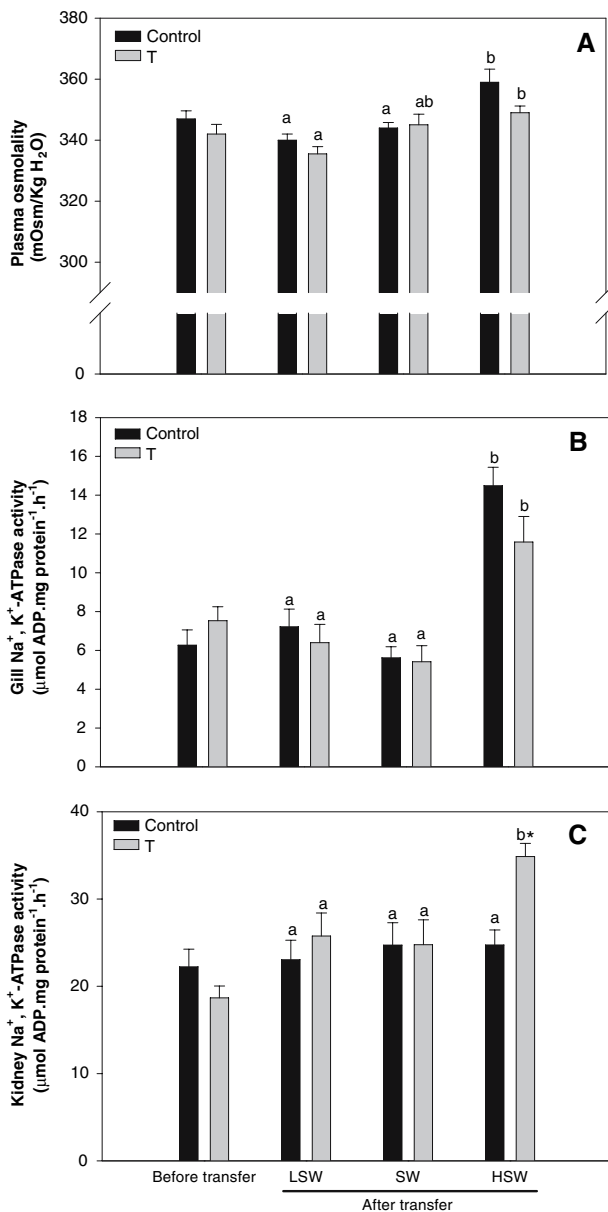 A
Control
T
Plasma osmolality
(mOsm/Kg H₂O)
380
360
340
320
300
0
a
a
a
ab
b
b
B
Control
T
Gill Na⁺, K⁺-ATPase activity
(μmol ADP.mg protein⁻¹.h⁻¹)
18
16
14
12
10
8
6
4
2
0
a
a
a
a
b
b
C
Control
T
Kidney Na⁺, K⁺-ATPase activity
(μmol ADP.mg protein⁻¹.h⁻¹)
40
30
20
10
0
a
a
a
a
a
b*
Before transfer
LSW
SW
HSW
After transfer